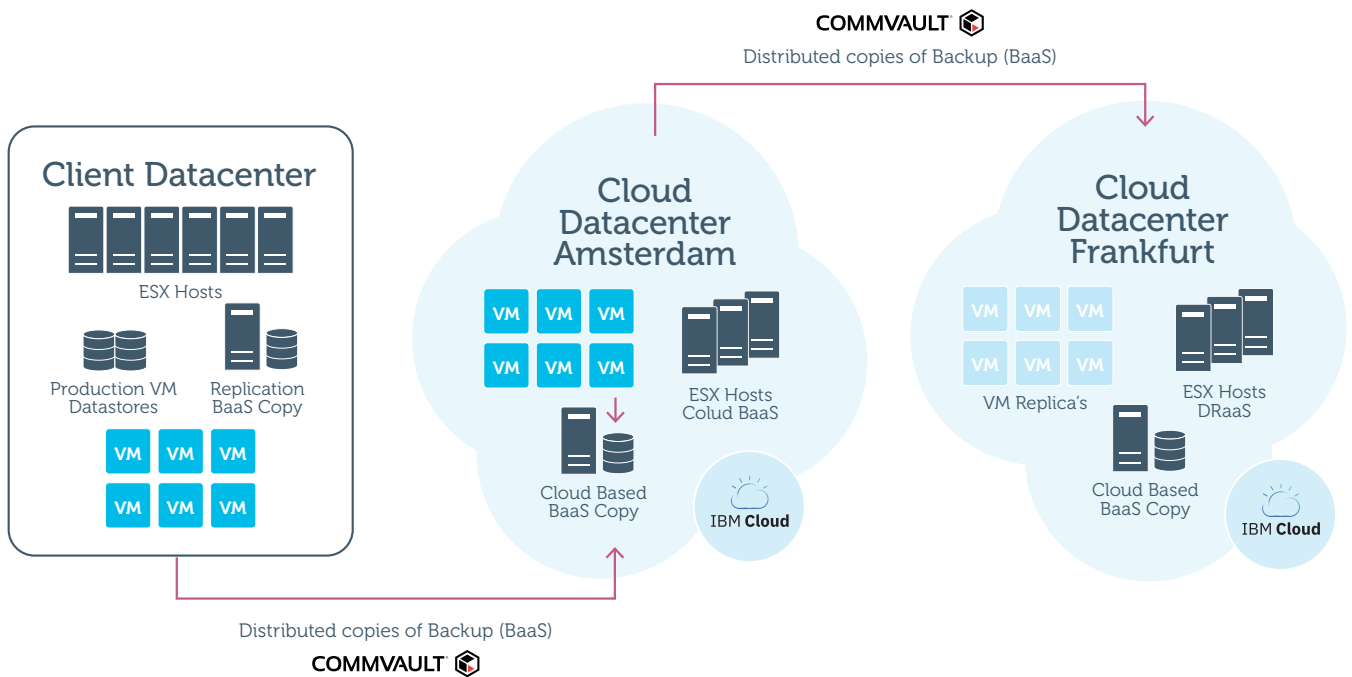 COMMVAULT
Distributed copies of Backup (BaaS)
Client Datacenter
ESX Hosts
Production VM
Datastores
Replication
BaaS Copy
VM VM VM
VM VM VM
Cloud
Datacenter
Amsterdam
VM VM VM
VM VM VM
ESX Hosts
Colud BaaS
Cloud Based
BaaS Copy
IBM Cloud
Cloud
Datacenter
Frankfurt
VM VM VM
VM VM VM
VM Replica's
ESX Hosts
DRaaS
Cloud Based
BaaS Copy
IBM Cloud
Distributed copies of Backup (BaaS)
COMMVAULT